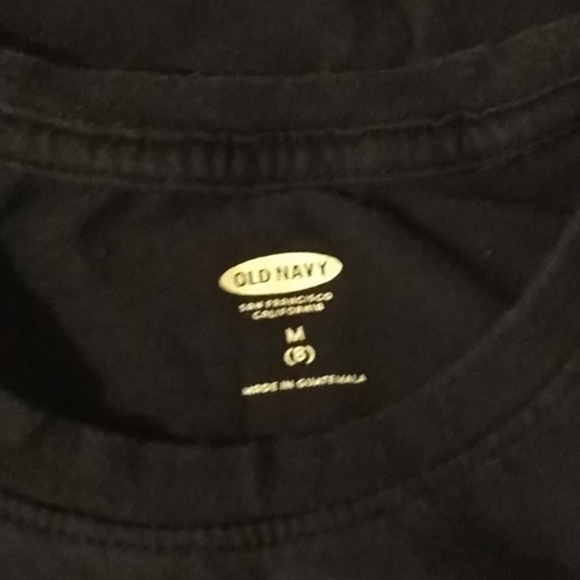 OLD NAVY
SAN FRANCISCO
CALIFORNIA
M
(8)
MADE IN GUATEMALA